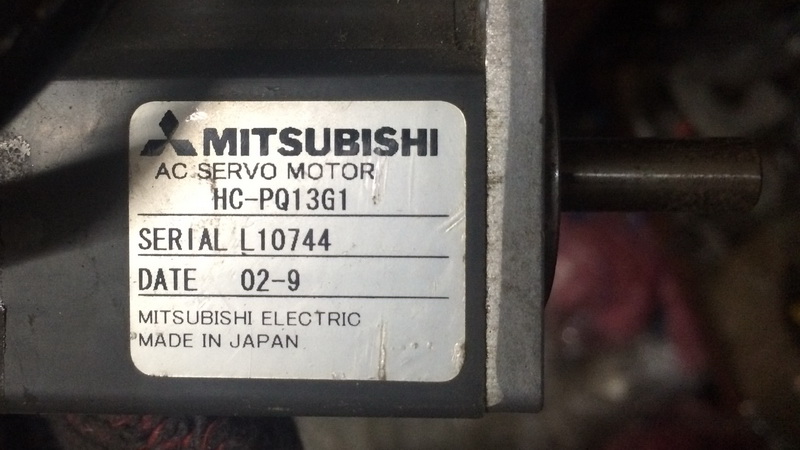 MITSUBISHI
AC SERVO MOTOR
HC-PQ13G1
SERIAL L10744
DATE 02-9
MITSUBISHI ELECTRIC
MADE IN JAPAN